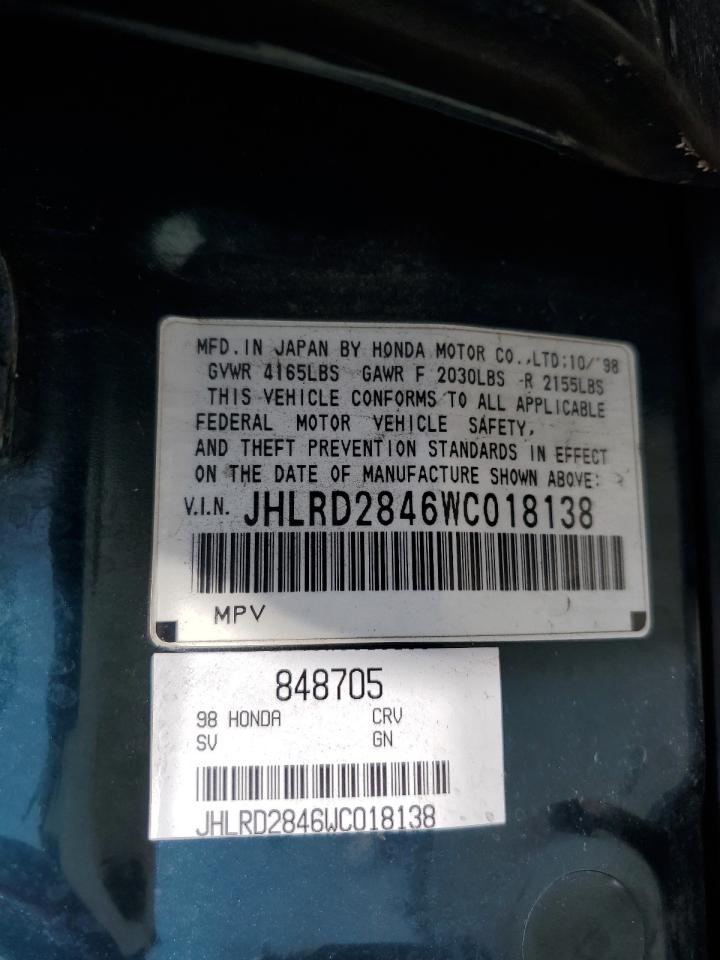 MFD. IN JAPAN BY HONDA MOTOR CO.,LTD:10/'98
GVWR 4165LBS GAWR F 2030LBS -R 2155LBS
THIS VEHICLE CONFORMS TO ALL APPLICABLE
FEDERAL MOTOR VEHICLE SAFETY,
AND THEFT PREVENTION STANDARDS IN EFFECT
ON THE DATE OF MANUFACTURE SHOWN ABOVE:
V.I.N. JHLRD2846WC018138
MPV
848705
98 HONDA CRV
SV GN
JHLRD2846WC018138